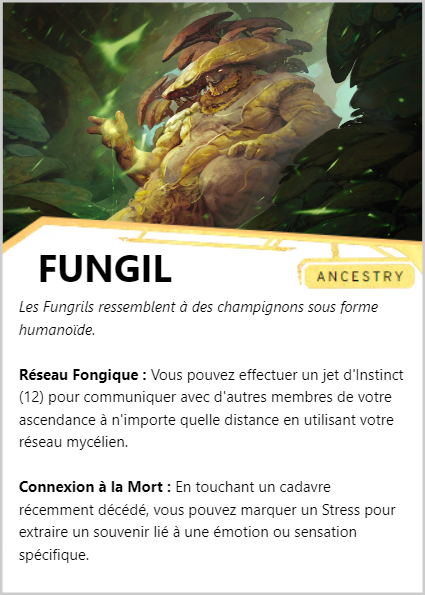 FUNGIL
ANCESTRY
Les Fungrils ressemblent à des champignons sous forme
humanoïde.
Réseau Fongique : Vous pouvez effectuer un jet d'Instinct
(12) pour communiquer avec d'autres membres de votre
ascendance à n'importe quelle distance en utilisant votre
réseau mycélien.
Connexion à la Mort : En touchant un cadavre
récemment décédé, vous pouvez marquer un Stress pour
extraire un souvenir lié à une émotion ou sensation
spécifique.